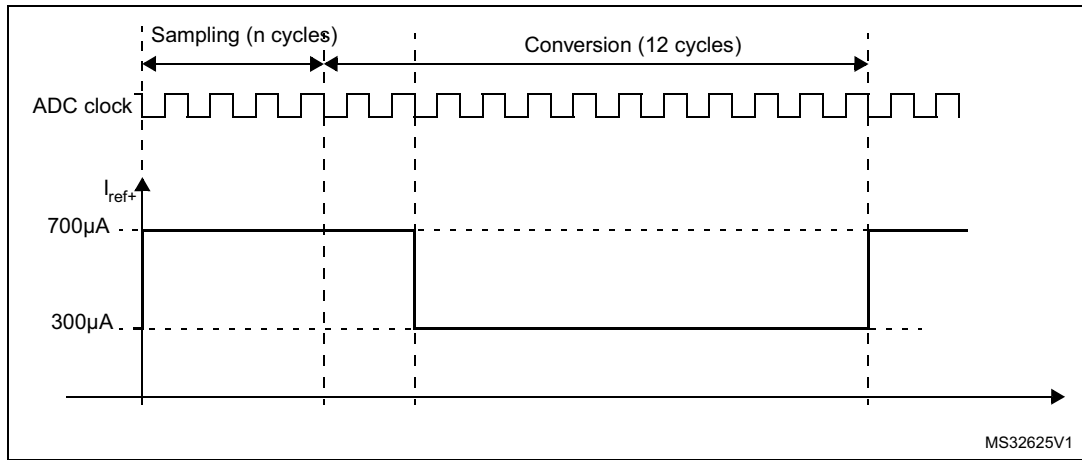 Sampling (n cycles)
Conversion (12 cycles)
ADC clock
Iref+
700µA
300µA
MS32625V1